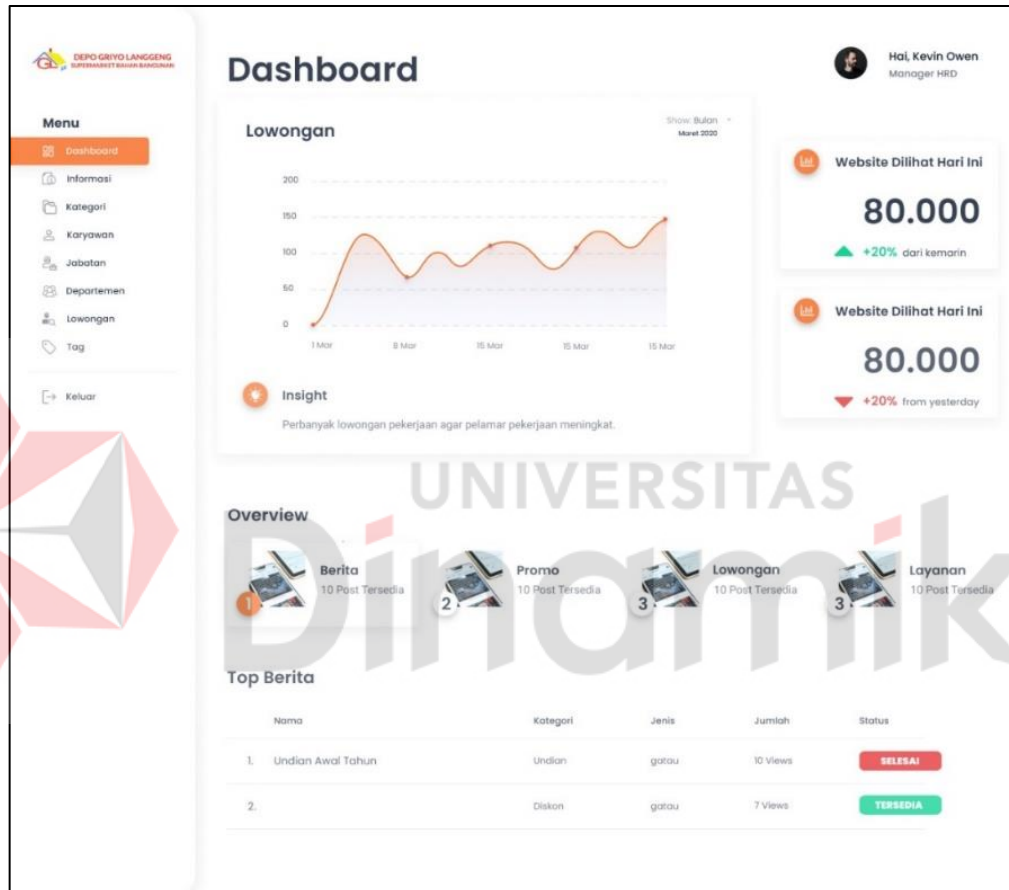 DEPO GRIYO LANGGENG
SUPERMARKET BAHAN BANGUNAN
Menu
Dashboard
Informasi
Kategori
Karyawan
Jabatan
Departemen
Lowongan
Tag
Keluar
Dashboard
Hai, Kevin Owen
Manager HRD
Lowongan
Show: Bulan
Maret 2020
200
150
100
50
0
1 Mar 8 Mar 15 Mar 15 Mar 15 Mar
Insight
Perbanyak lowongan pekerjaan agar pelamar pekerjaan meningkat.
Website Dilihat Hari Ini
80.000
+20% dari kemarin
Website Dilihat Hari Ini
80.000
+20% from yesterday
UNIVERSITAS
Dinamik
Overview
1
Berita
10 Post Tersedia
2
Promo
10 Post Tersedia
3
Lowongan
10 Post Tersedia
3
Layanan
10 Post Tersedia
Top Berita
Nama Kategori Jenis Jumlah Status
1. Undian Awal Tahun Undian gatau 10 Views SELESAI
2. Diskon gatau 7 Views TERSEDIA